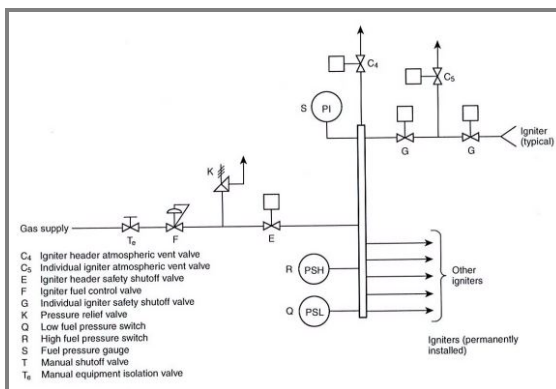 C4
C5
S PI
G
G
Igniter
(typical)
K
Gas supply
Te
F
E
C4 Igniter header atmospheric vent valve
C5 Individual igniter atmospheric vent valve
E Igniter header safety shutoff valve
F Igniter fuel control valve
G Individual igniter safety shutoff valve
K Pressure relief valve
Q Low fuel pressure switch
R High fuel pressure switch
S Fuel pressure gauge
T Manual shutoff valve
Te Manual equipment isolation valve
R PSH
Q PSL
Other
igniters
Igniters (permanently
installed)